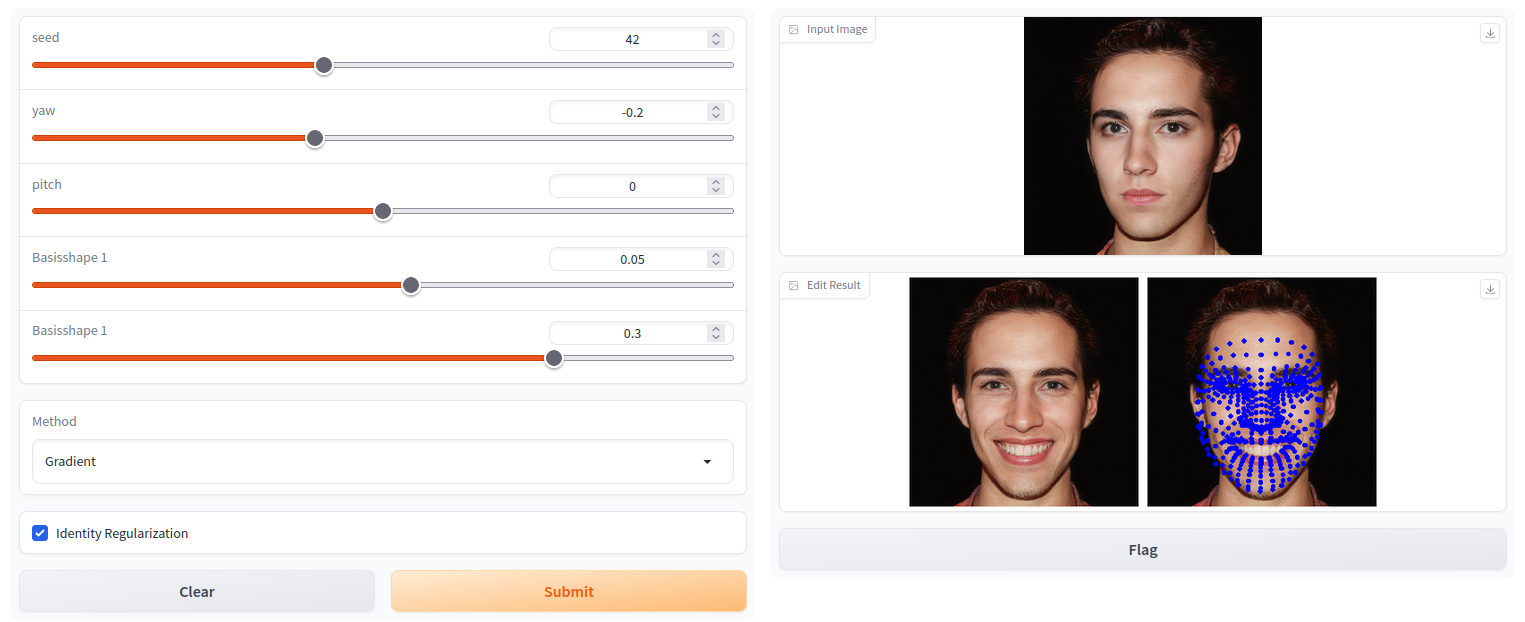 seed
42
yaw
-0.2
pitch
0
Basisshape 1
0.05
Basisshape 1
0.3
Method
Gradient
Identity Regularization
Clear
Submit
Input Image
Edit Result
Flag